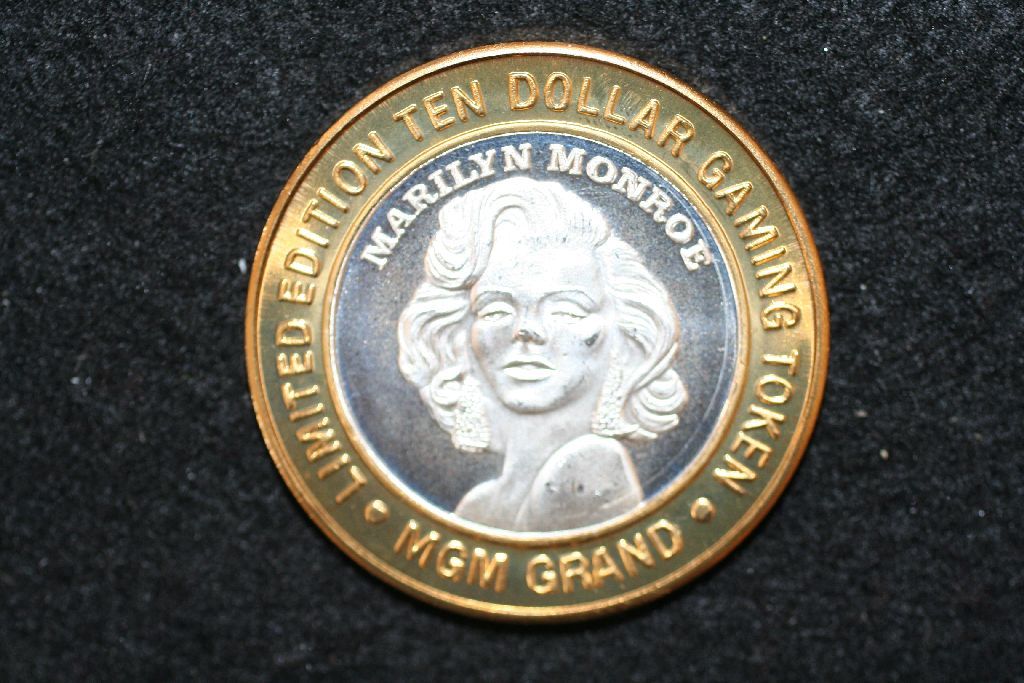 LIMITED EDITION TEN DOLLAR GAMING TOKEN
MARILYN MONROE
• MGM GRAND •